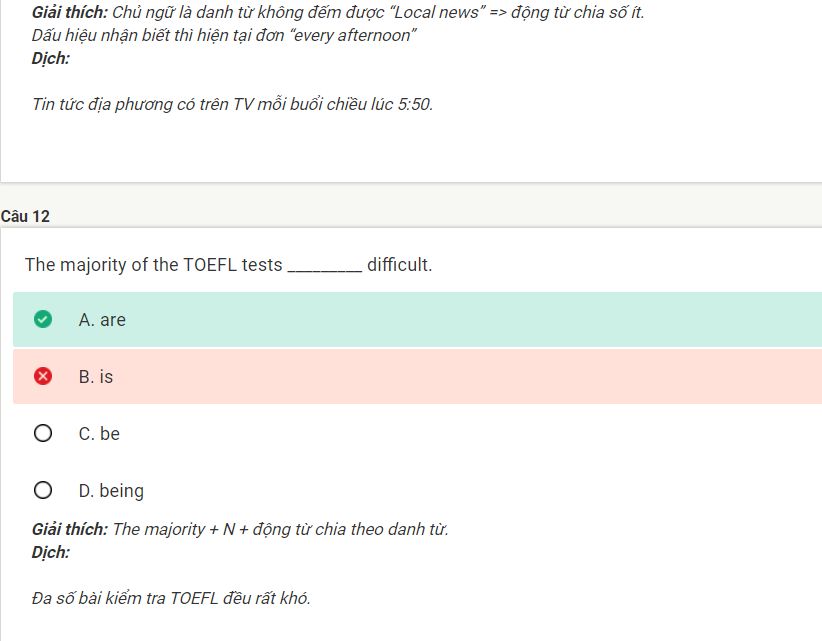 Giải thích: Chủ ngữ là danh từ không đếm được “Local news” => động từ chia số ít.
Dấu hiệu nhận biết thì hiện tại đơn “every afternoon”
Dịch:
Tin tức địa phương có trên TV mỗi buổi chiều lúc 5:50.
Câu 12
The majority of the TOEFL tests _________ difficult.
A. are
B. is
C. be
D. being
Giải thích: The majority + N + động từ chia theo danh từ.
Dịch:
Đa số bài kiểm tra TOEFL đều rất khó.